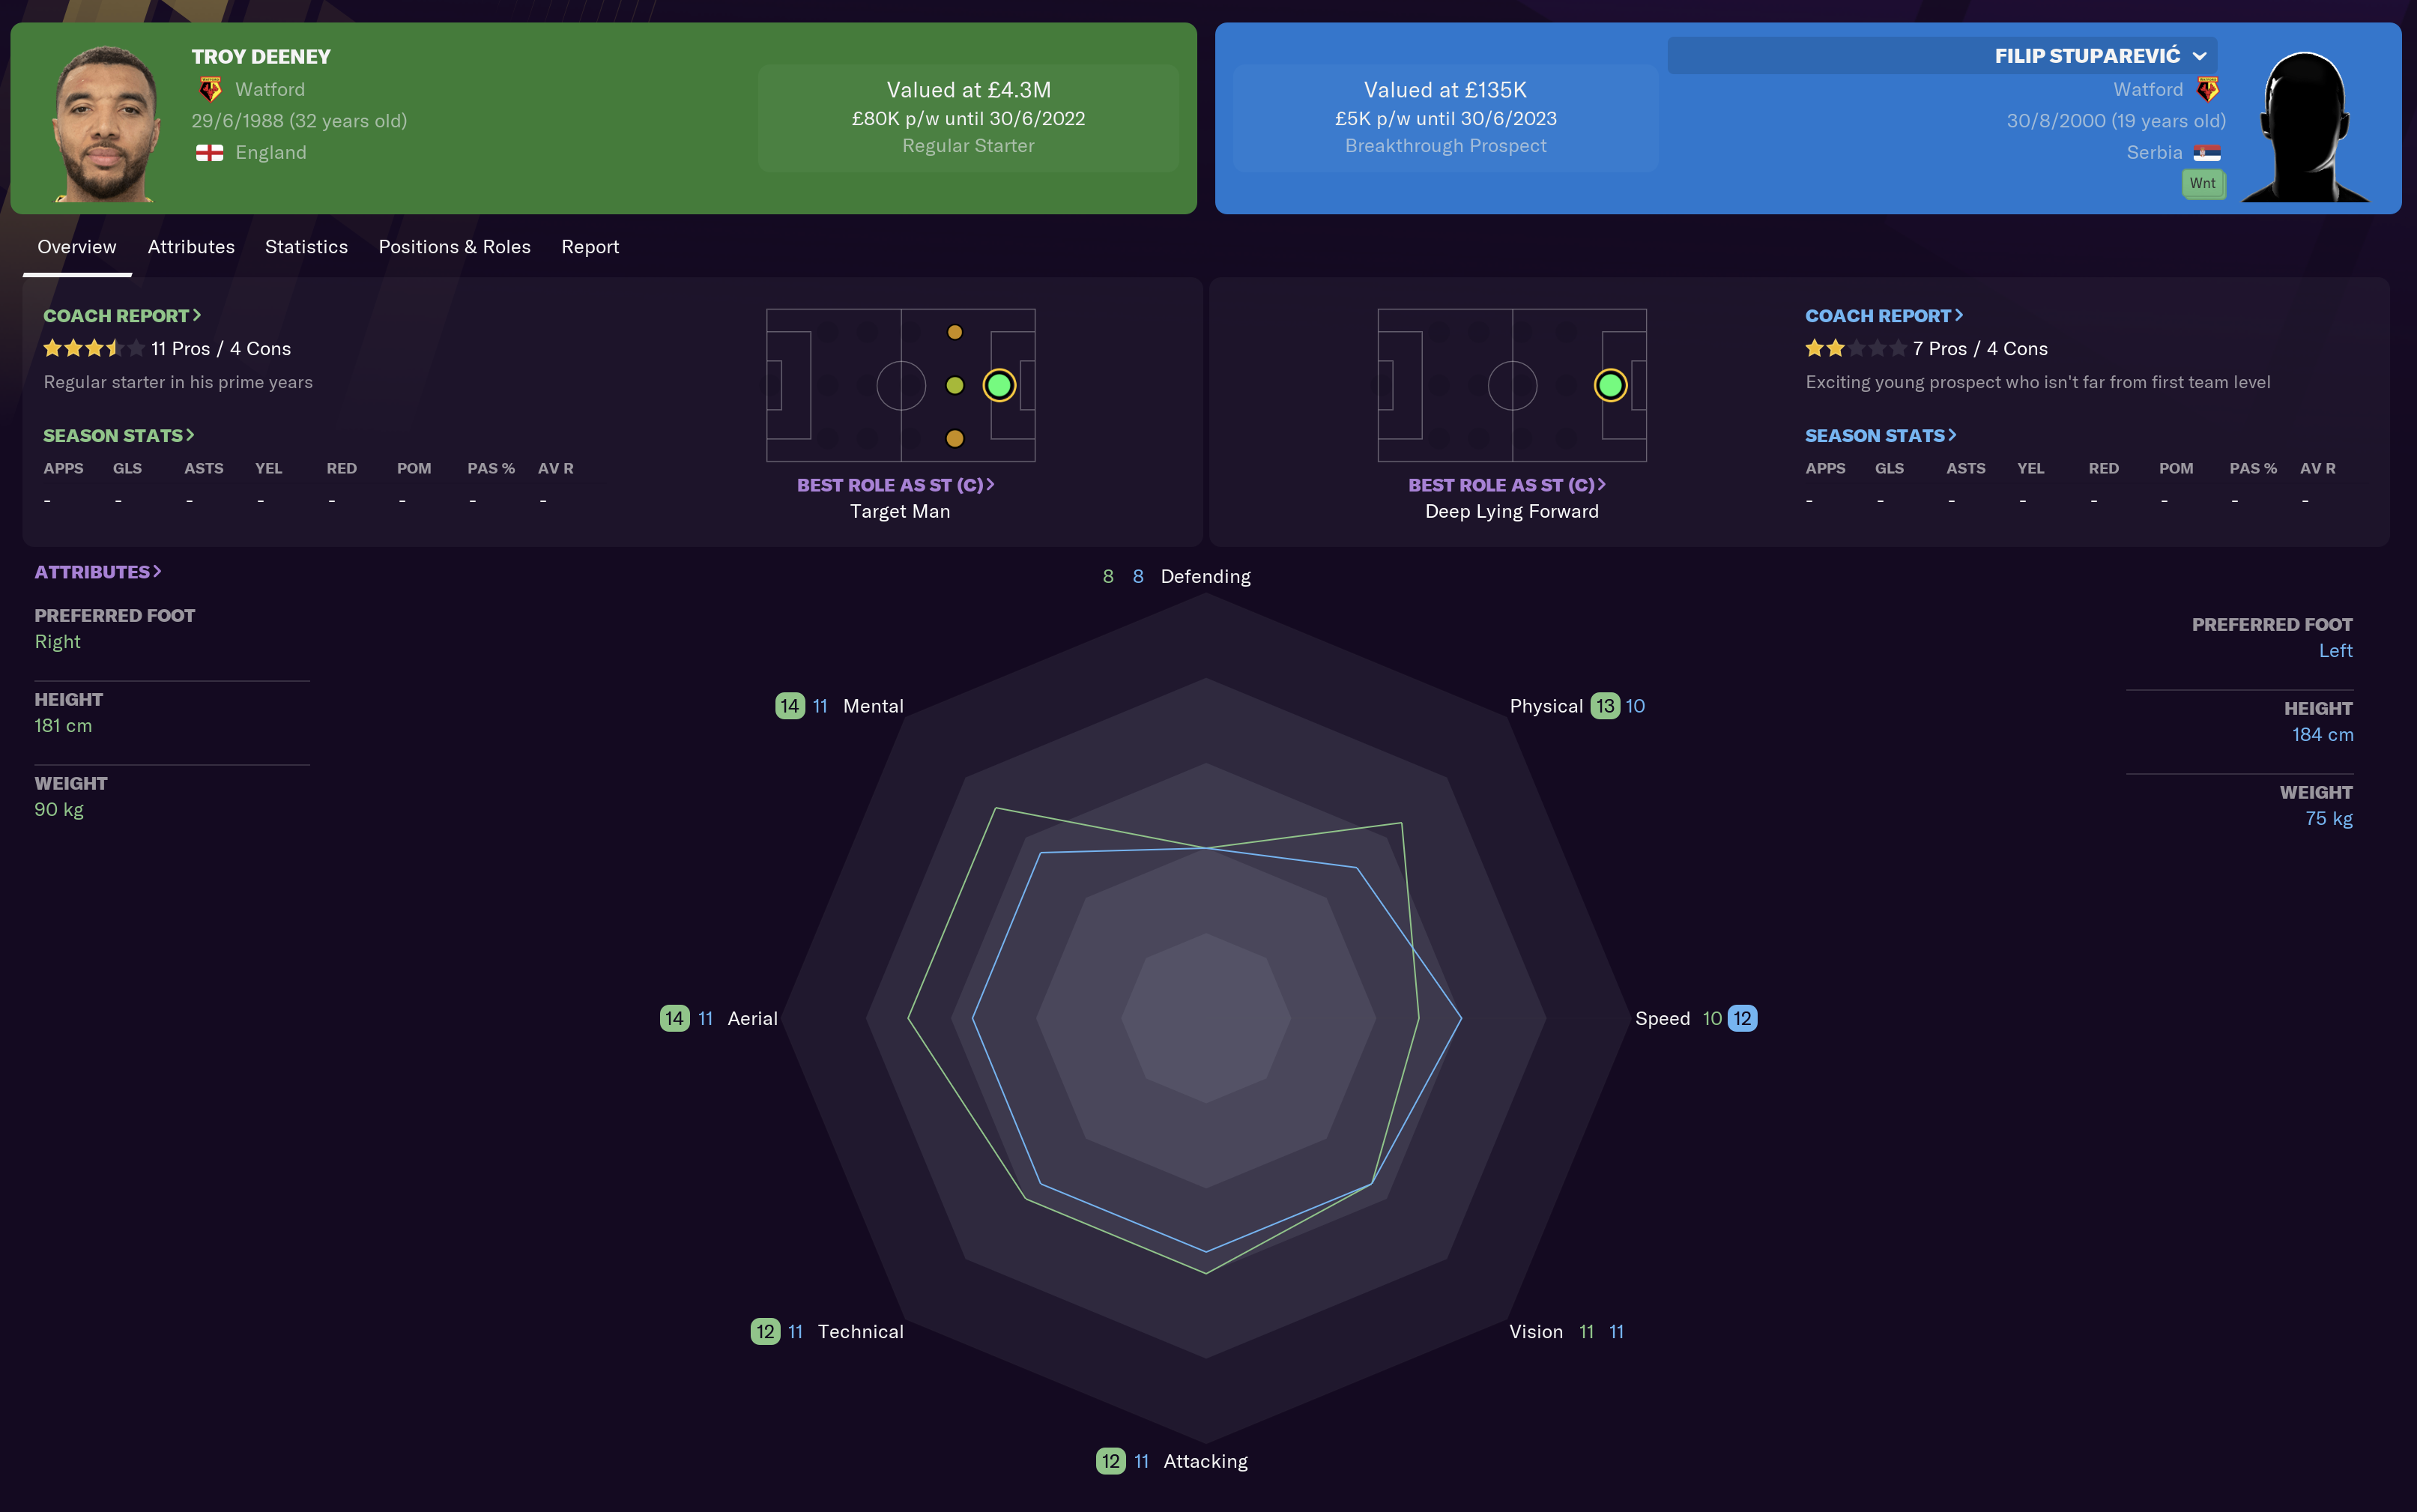 TROY DEENEY
Watford
29/6/1988 (32 years old)
England
Valued at £4.3M
£80K p/w until 30/6/2022
Regular Starter
Valued at £135K
£5K p/w until 30/6/2023
Breakthrough Prospect
FILIP STUPAREVIĆ
Watford
30/8/2000 (19 years old)
Serbia
Wnt
Overview Attributes Statistics Positions & Roles Report
COACH REPORT
11 Pros / 4 Cons
Regular starter in his prime years
SEASON STATS
APPS GLS ASTS YEL RED POM PAS % AV R
- - - - - - - -
BEST ROLE AS ST (C)
Target Man
BEST ROLE AS ST (C)
Deep Lying Forward
COACH REPORT
7 Pros / 4 Cons
Exciting young prospect who isn't far from first team level
SEASON STATS
APPS GLS ASTS YEL RED POM PAS % AV R
- - - - - - - -
ATTRIBUTES
PREFERRED FOOT
Right
HEIGHT
181 cm
WEIGHT
90 kg
8 8 Defending
14 11 Mental
Physical 13 10
14 11 Aerial
Speed 10 12
12 11 Technical
Vision 11 11
12 11 Attacking
PREFERRED FOOT
Left
HEIGHT
184 cm
WEIGHT
75 kg